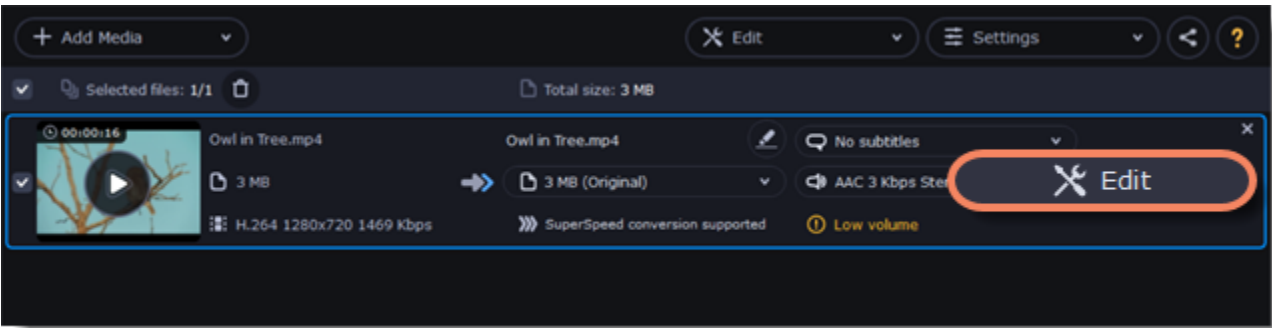 Add Media
Edit
Settings
?
Selected files: 1/1
Total size: 3 MB
00:00:16
Owl in Tree.mp4
Owl in Tree.mp4
No subtitles
3 MB
3 MB (Original)
AAC 3 Kbps
Edit
H.264 1280x720 1469 Kbps
SuperSpeed conversion supported
Low volume